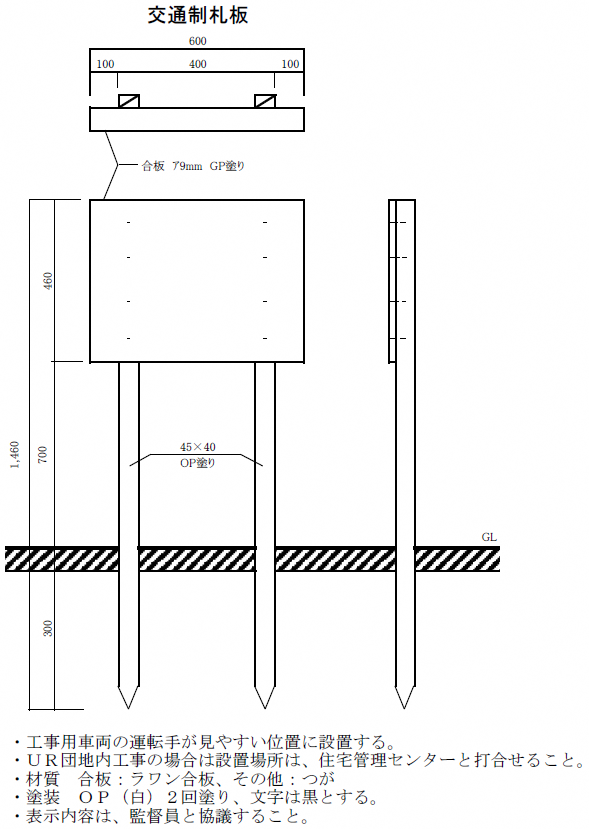 交通制札板
600
100
400
100
合板 ｱ9mm GP塗り
460
45×40
OP塗り
1,460
700
GL
300
・工事用車両の運転手が見やすい位置に設置する。
・ＵＲ団地内工事の場合は設置場所は、住宅管理センターと打合せること。
・材質　合板：ラワン合板、その他：つが
・塗装　ＯＰ（白）２回塗り、文字は黒とする。
・表示内容は、監督員と協議すること。